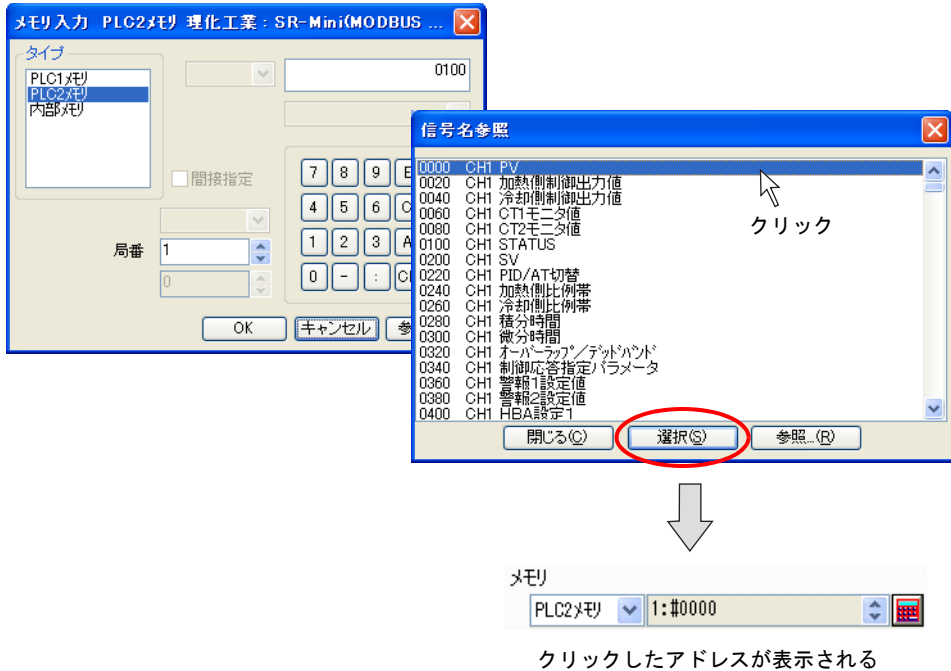 メモリ入力 PLC2メモリ 理化工業：SR-Mini(MODBUS ...
タイプ
PLC1メモリ
PLC2メモリ
内部メモリ
0100
間接指定
7 8 9 E
4 5 6 C
局番 1
1 2 3 A
0
0 - :
OK キャンセル 参
信号名参照
0000 CH1 PV
0020 CH1 加熱側制御出力値
0040 CH1 冷却側制御出力値
0060 CH1 CT1モニタ値
0080 CH1 CT2モニタ値
0100 CH1 STATUS
0200 CH1 SV
0220 CH1 PID/AT切替
0240 CH1 加熱側比例帯
0260 CH1 冷却側比例帯
0280 CH1 積分時間
0300 CH1 微分時間
0320 CH1 オーバーラップ／デッドバンド
0340 CH1 制御応答指定パラメータ
0360 CH1 警報1設定値
0380 CH1 警報2設定値
0400 CH1 HBA設定1
クリック
閉じる(C) 選択(S) 参照...(R)
メモリ
PLC2メモリ 1:#0000
クリックしたアドレスが表示される